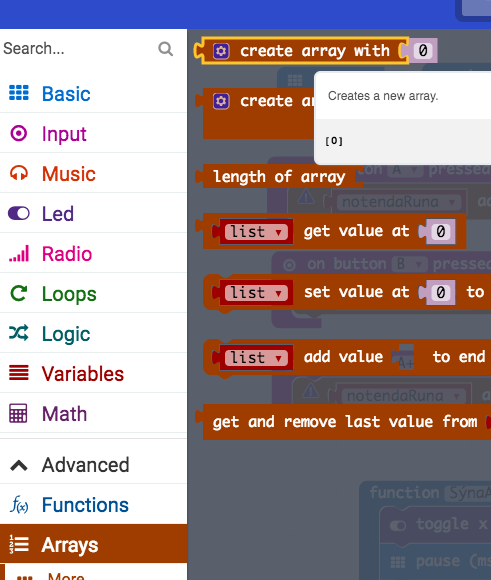 Search...
Basic
Input
Music
Led
Radio
Loops
Logic
Variables
Math
Advanced
Functions
Arrays
More
create array with 0
Creates a new array.
[0]
create ar
length of array
on button A pressed
notendaRuna ad
list get value at 0
on button B pressed
list set value at 0 to
list add value A+ to end
notendaRuna ad
get and remove last value from
function SynaA
toggle x
pause (ms